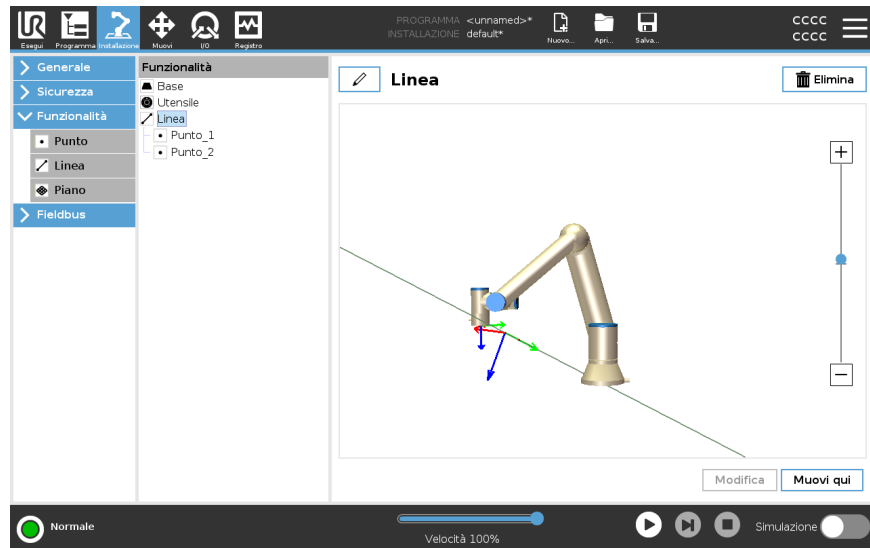 PROGRAMMA <unnamed>*
INSTALLAZIONE default*
Esegui Programma Installazione Muovi I/O Registro Nuovo... Apri... Salva...
CCCC
CCCC
Generale
Sicurezza
Funzionalità
Punto
Linea
Piano
Fieldbus
Funzionalità
Base
Utensile
Linea
Punto_1
Punto_2
Linea
Elimina
+
−
Modifica Muovi qui
Normale
Velocità 100%
Simulazione